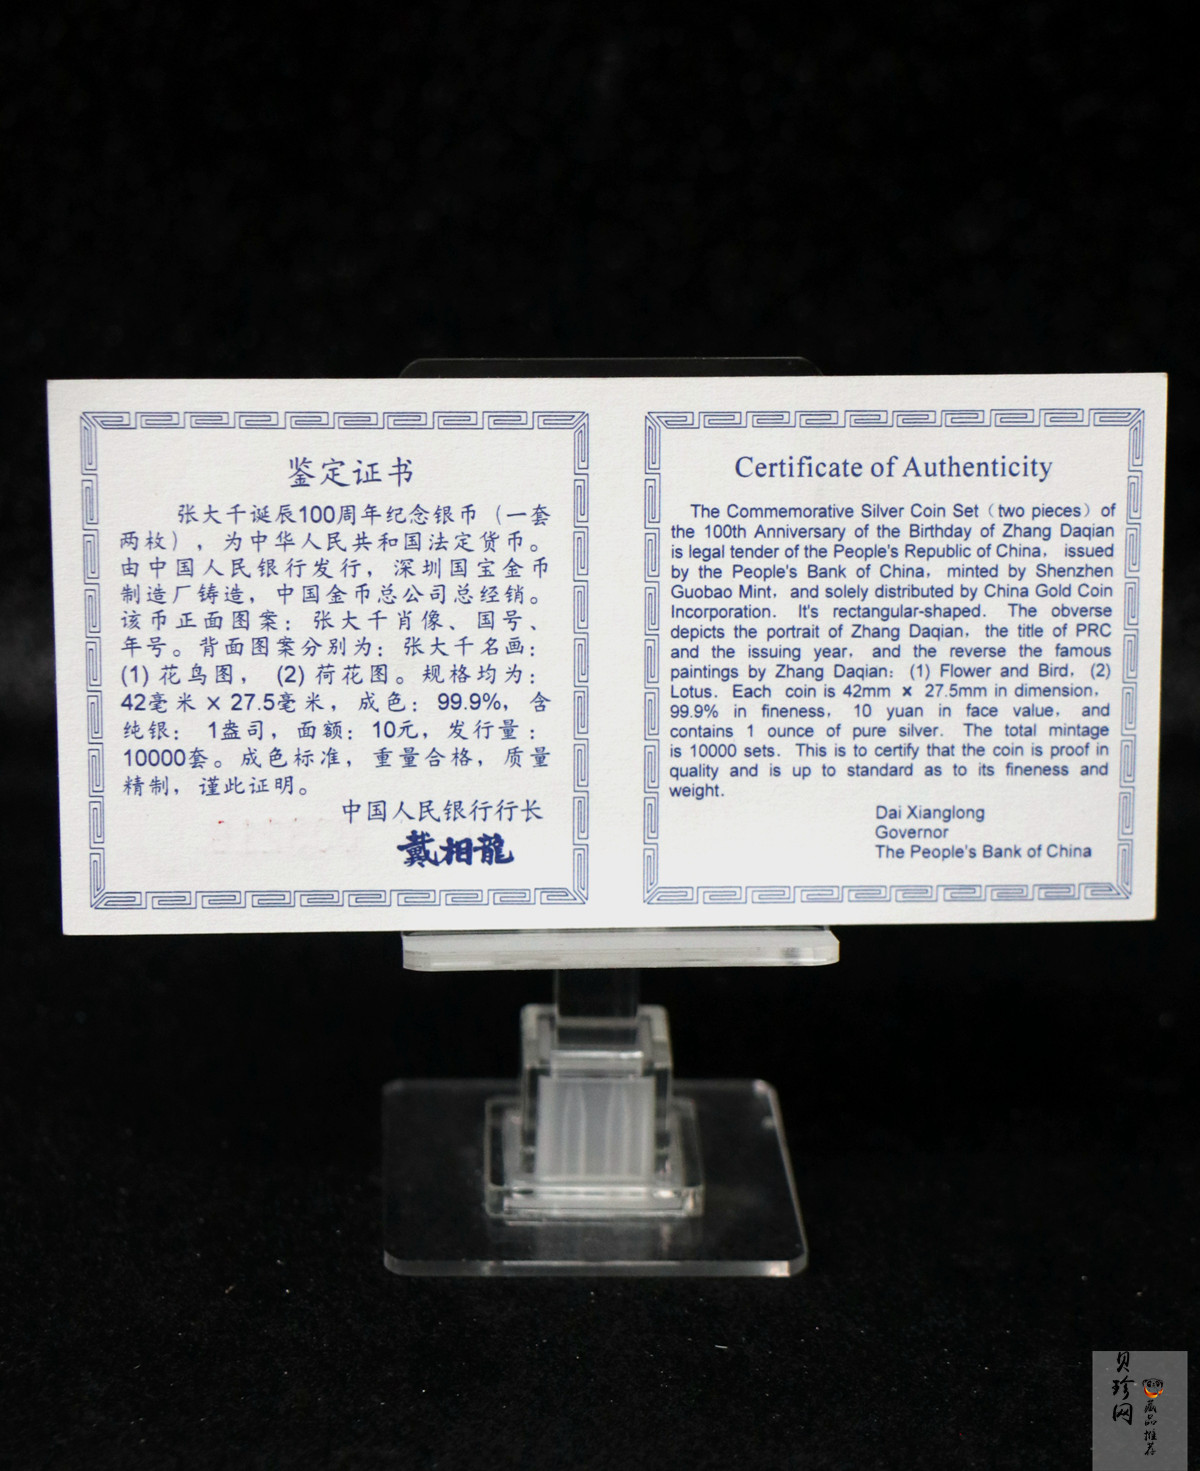 鉴定证书
张大千诞辰100周年纪念银币（一套
两枚），为中华人民共和国法定货币。
由中国人民银行发行，深圳国宝金币
制造厂铸造，中国金币总公司总经销。
该币正面图案：张大千肖像、国号、
年号。背面图案分别为：张大千名画：
(1) 花鸟图， (2) 荷花图。规格均为：
42毫米 × 27.5毫米，成色：99.9%，含
纯银：1盎司，面额：10元，发行量：
10000套。成色标准，重量合格，质量
精制，谨此证明。
中国人民银行行长
戴相龍
Certificate of Authenticity
The Commemorative Silver Coin Set（two pieces）of
the 100th Anniversary of the Birthday of Zhang Daqian
is legal tender of the People's Republic of China， issued
by the People's Bank of China，minted by Shenzhen
Guobao Mint，and solely distributed by China Gold Coin
Incorporation. It's rectangular-shaped. The obverse
depicts the portrait of Zhang Daqian，the title of PRC
and the issuing year，and the reverse the famous
paintings by Zhang Daqian：(1) Flower and Bird，(2)
Lotus. Each coin is 42mm × 27.5mm in dimension，
99.9% in fineness，10 yuan in face value，and
contains 1 ounce of pure silver. The total mintage
is 10000 sets. This is to certify that the coin is proof in
quality and is up to standard as to its fineness and
weight.
Dai Xianglong
Governor
The People's Bank of China
贝珍网
藏品推荐